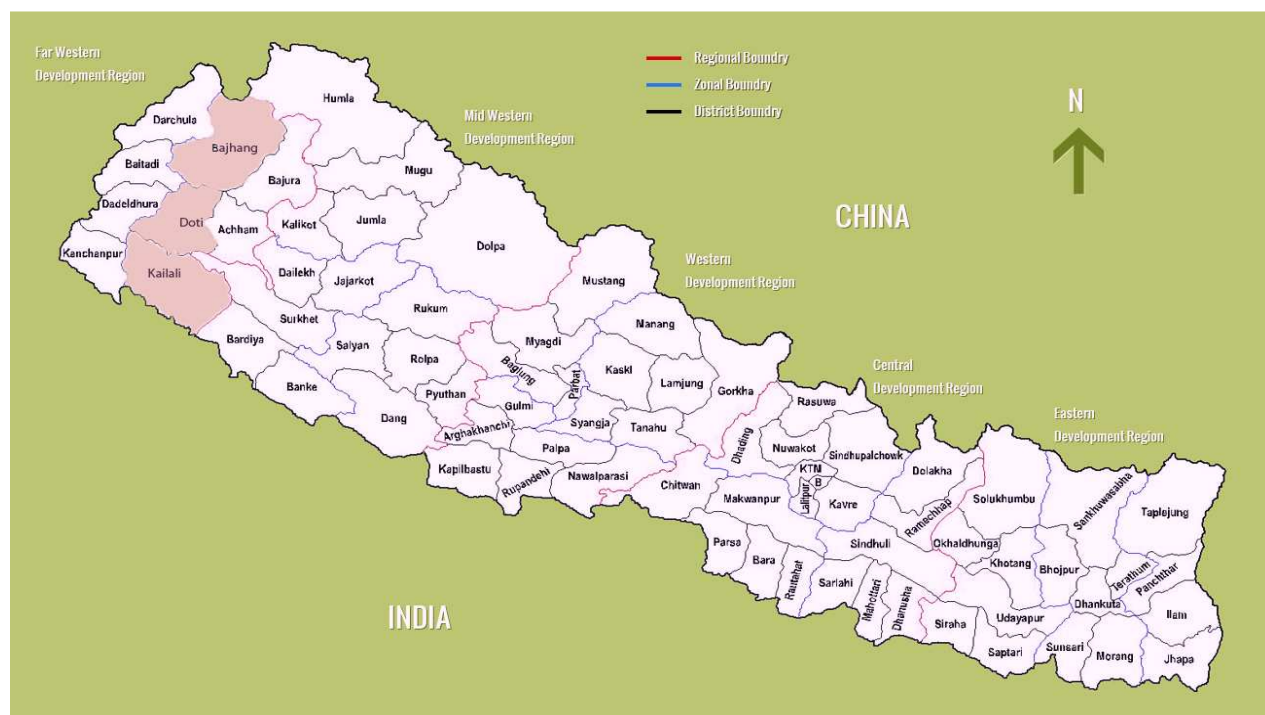 Far Western
Development Region
Regional Boundry
Zonal Boundry
District Boundry
N
Humla
Darchula
Mid Western
Development Region
Bajhang
Baitadi
Mugu
Bajura
Dadeldhura
Doti
Achham
Kalikot
Jumla
CHINA
Kanchanpur
Kailali
Dailekh
Jajarkot
Dolpa
Western
Development Region
Mustang
Rukum
Surkhet
Manang
Bardiya
Salyan
Rolpa
Myagdi
Baglung
Parbat
Kaski
Lamjung
Gorkha
Central
Development Region
Banke
Pyuthan
Gulmi
Rasuwa
Dang
Arghakhanchi
Syangja
Tanahu
Dhading
Nuwakot
Sindhupalchowk
Eastern
Development Region
Palpa
Kapilbastu
Rupandehi
Nawalparasi
Chitwan
KTM
B
Lalitpur
Kavre
Dolakha
Makwanpur
Ramechhap
Solukhumbu
Sankhuwasabha
Taplejung
Parsa
Bara
Rautahat
Sindhuli
Okhaldhunga
Khotang
Bhojpur
Terathum
Panchthar
Sarlahi
Mahottari
Dhanusha
Dhankuta
INDIA
Siraha
Udayapur
Ilam
Saptari
Sunsari
Morang
Jhapa